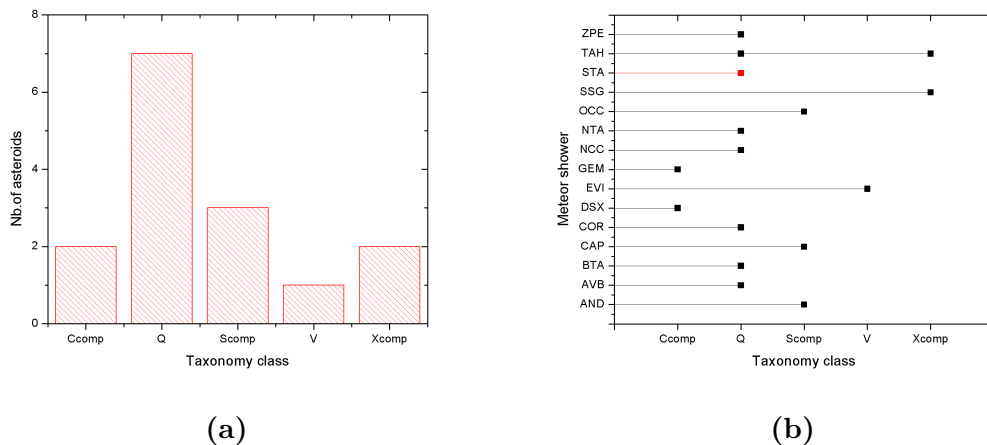 8
6
4
2
0
Nb.of asteroids
Ccomp Q Scomp V Xcomp
Taxonomy class
(a)
ZPE
TAH
STA
SSG
OCC
NTA
NCC
GEM
EVI
DSX
COR
CAP
BTA
AVB
AND
Meteor shower
Ccomp Q Scomp V Xcomp
Taxonomy class
(b)